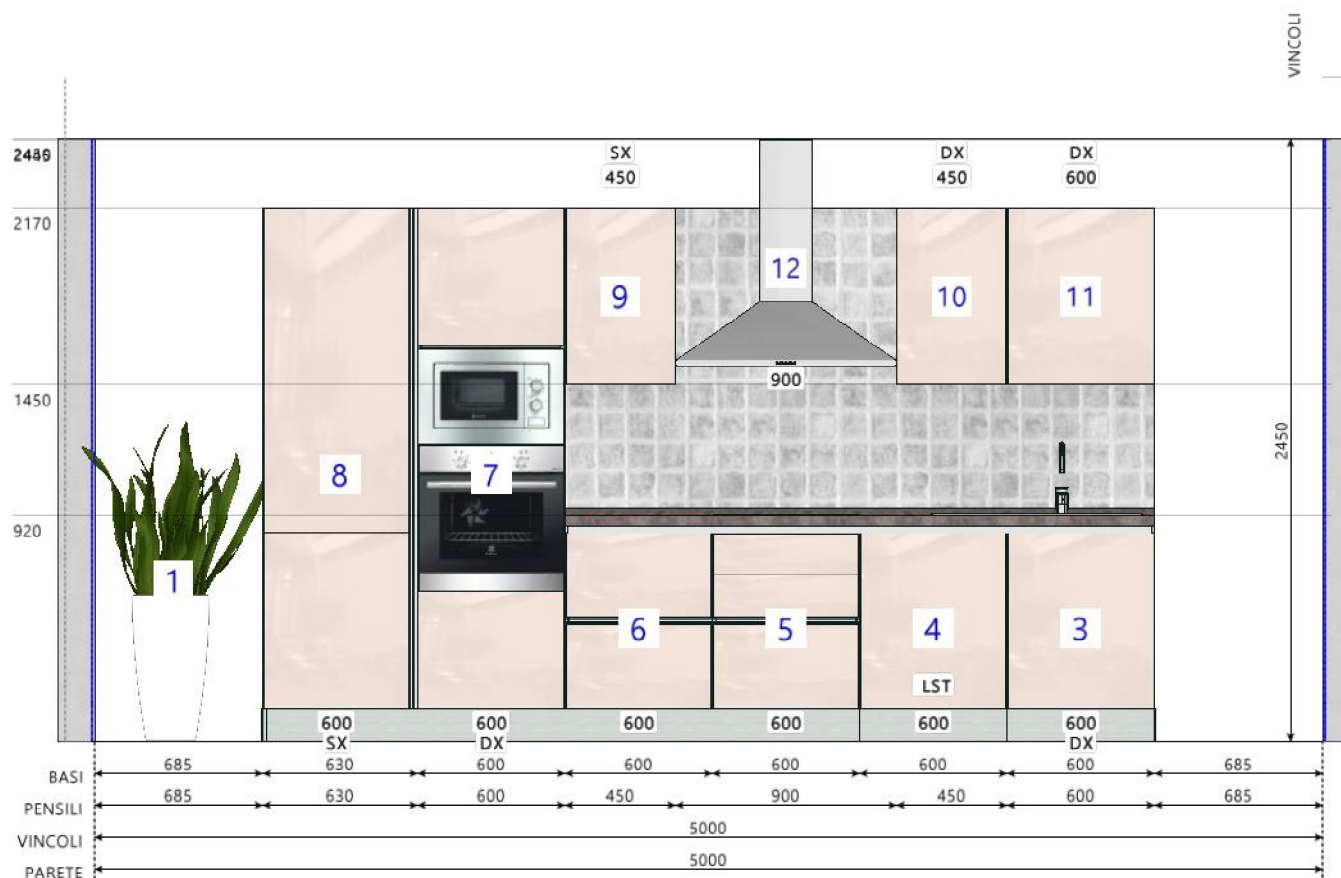 VINCOLI
SX DX DX
450 450 600
2170
12
9 10 11
900
1450
2450
8 7
920
1
6 5 4 3
LST
600 600 600 600 600 600
SX DX DX
BASI 685 630 600 600 600 600 600 685
PENSILI 685 630 600 450 900 450 600 685
VINCOLI 5000
PARETE 5000